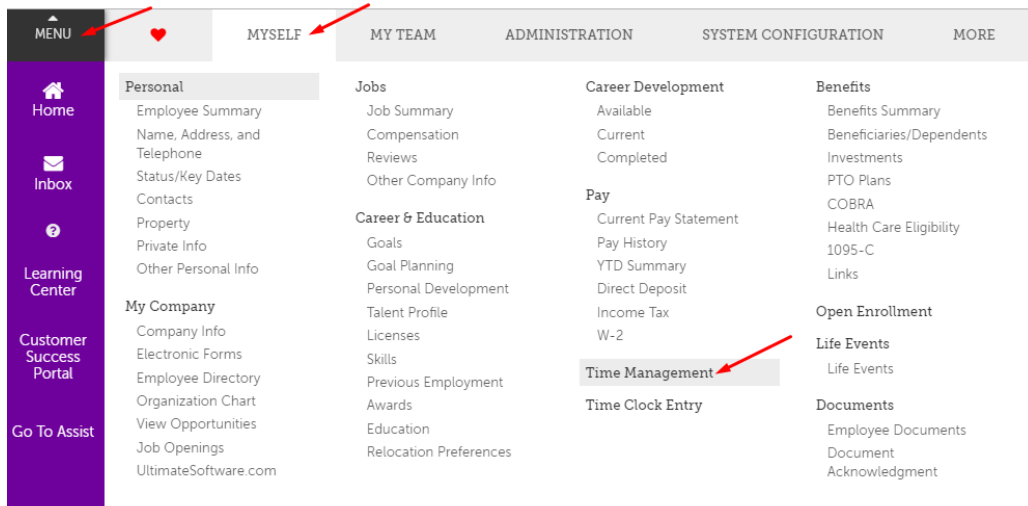 MENU
MYSELF
MY TEAM
ADMINISTRATION
SYSTEM CONFIGURATION
MORE
Home
Inbox
Learning
Center
Customer
Success
Portal
Go To Assist
Personal
Employee Summary
Name, Address, and
Telephone
Status/Key Dates
Contacts
Property
Private Info
Other Personal Info
My Company
Company Info
Electronic Forms
Employee Directory
Organization Chart
View Opportunities
Job Openings
UltimateSoftware.com
Jobs
Job Summary
Compensation
Reviews
Other Company Info
Career & Education
Goals
Goal Planning
Personal Development
Talent Profile
Licenses
Skills
Previous Employment
Awards
Education
Relocation Preferences
Career Development
Available
Current
Completed
Pay
Current Pay Statement
Pay History
YTD Summary
Direct Deposit
Income Tax
W-2
Time Management
Time Clock Entry
Benefits
Benefits Summary
Beneficiaries/Dependents
Investments
PTO Plans
COBRA
Health Care Eligibility
1095-C
Links
Open Enrollment
Life Events
Life Events
Documents
Employee Documents
Document
Acknowledgment